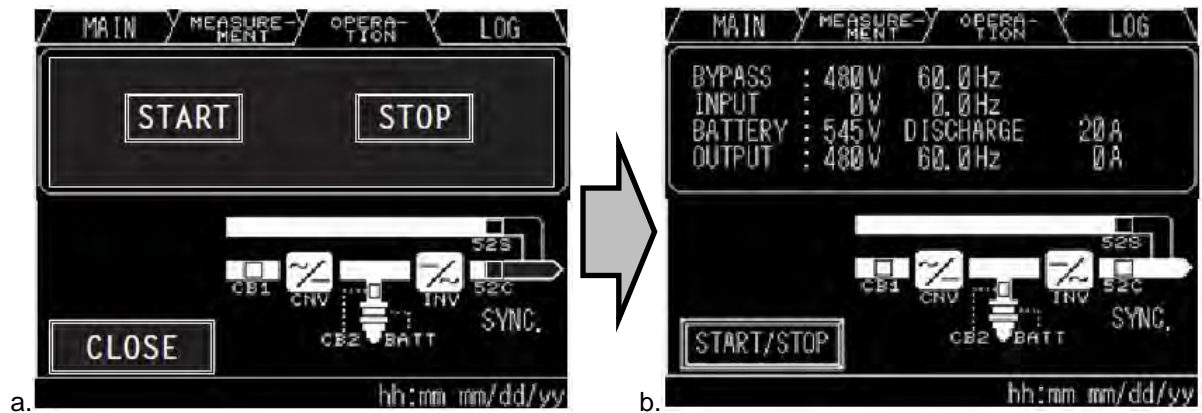 MAIN MEASURE-MENT OPERA-TION LOG
START STOP
52S
CB1 CNV INV 52C
SYNC.
CB2 BATT
CLOSE
hh:mm mm/dd/yy
a.
MAIN MEASURE-MENT OPERA-TION LOG
BYPASS : 480V 60.0Hz
INPUT : 0V 0.0Hz
BATTERY : 545V DISCHARGE 20A
OUTPUT : 480V 60.0Hz 0A
52S
CB1 CNV INV 52C
SYNC.
CB2 BATT
START/STOP
hh:mm mm/dd/yy
b.